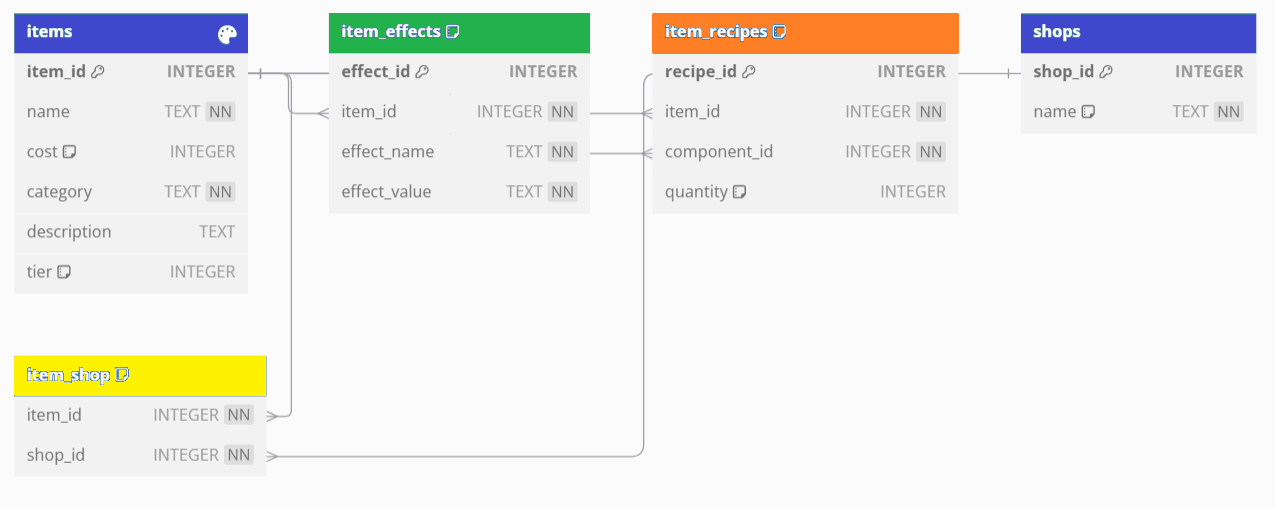 items
item_id INTEGER
name TEXT NN
cost INTEGER
category TEXT NN
description TEXT
tier INTEGER
item_effects
effect_id INTEGER
item_id INTEGER NN
effect_name TEXT NN
effect_value TEXT NN
item_recipes
recipe_id INTEGER
item_id INTEGER NN
component_id INTEGER NN
quantity INTEGER
shops
shop_id INTEGER
name TEXT NN
item_shop
item_id INTEGER NN
shop_id INTEGER NN